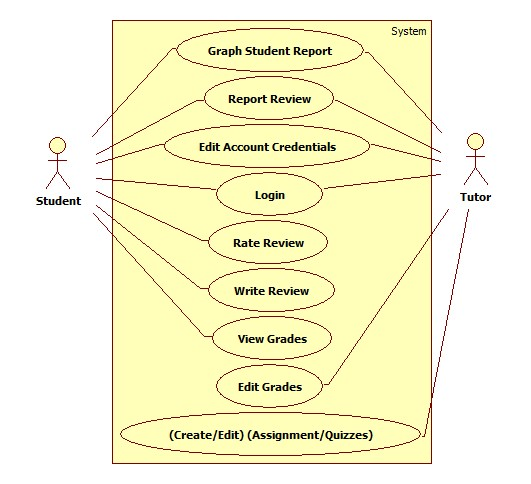 System
Graph Student Report
Report Review
Edit Account Credentials
Login
Student
Tutor
Rate Review
Write Review
View Grades
Edit Grades
(Create/Edit) (Assignment/Quizzes)